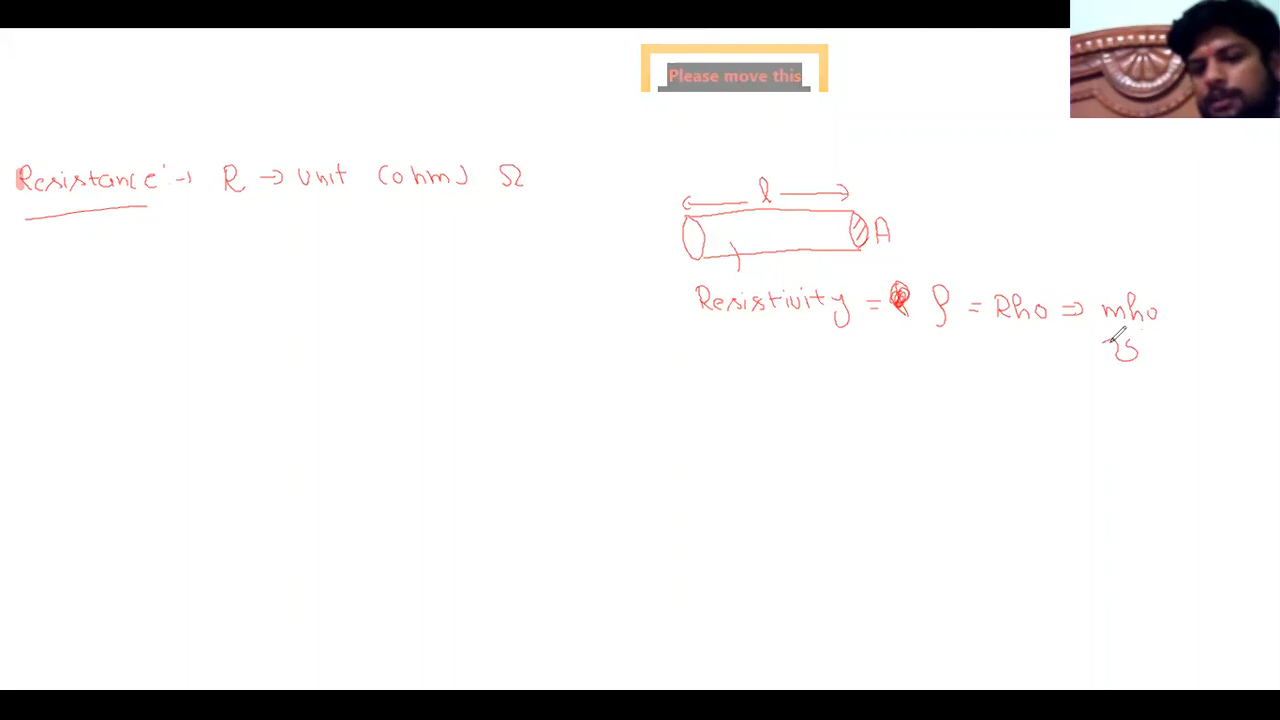 Please move this
Resistance :→ R → unit (ohm) Ω
l
A
Resistivity = ρ = Rho ⇒ mho
℧